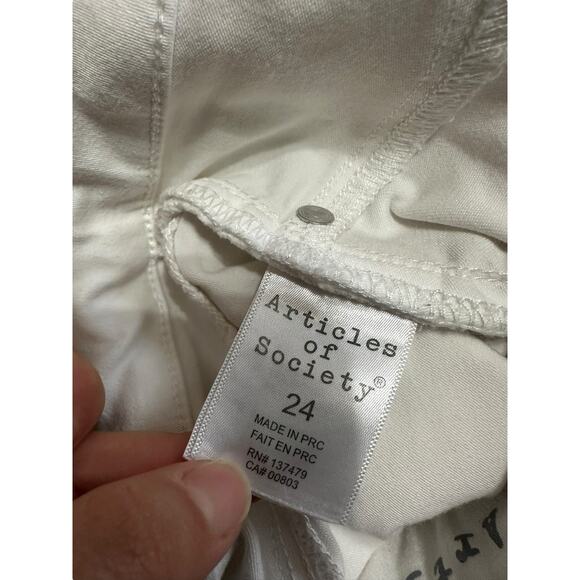 Articles
of
Society®
24
MADE IN PRC
FAIT EN PRC
RN# 137479
CA# 00803